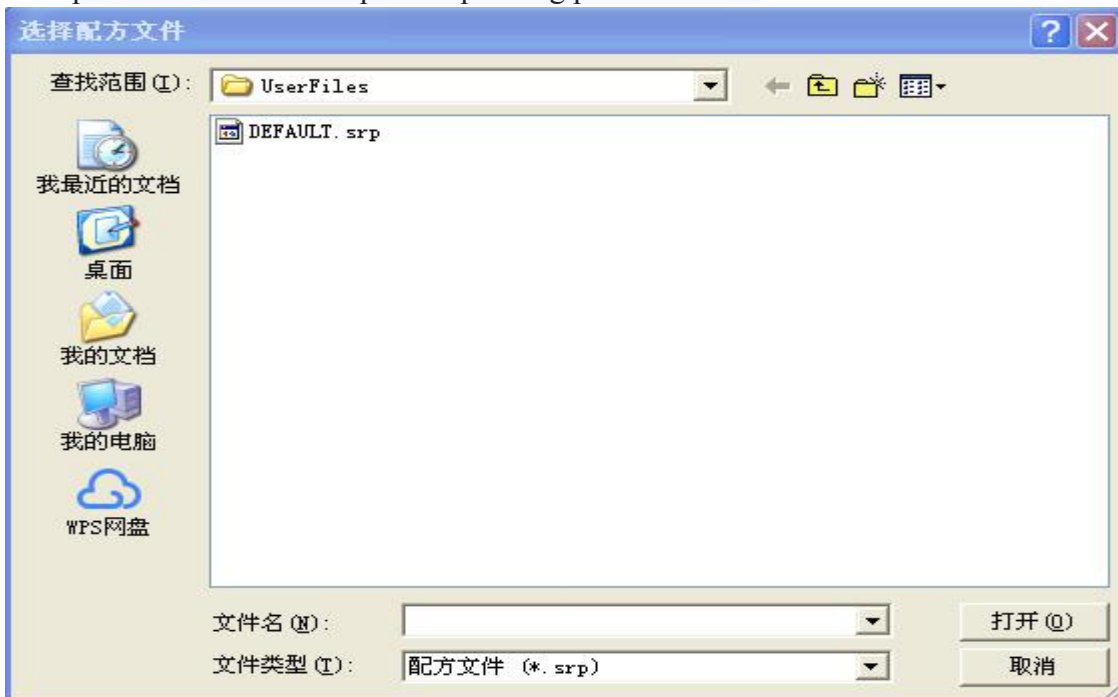 选择配方文件
查找范围(I):
UserFiles
DEFAULT.srp
我最近的文档
桌面
我的文档
我的电脑
WPS网盘
文件名(N):
打开(O)
文件类型(T):
配方文件 (*.srp)
取消